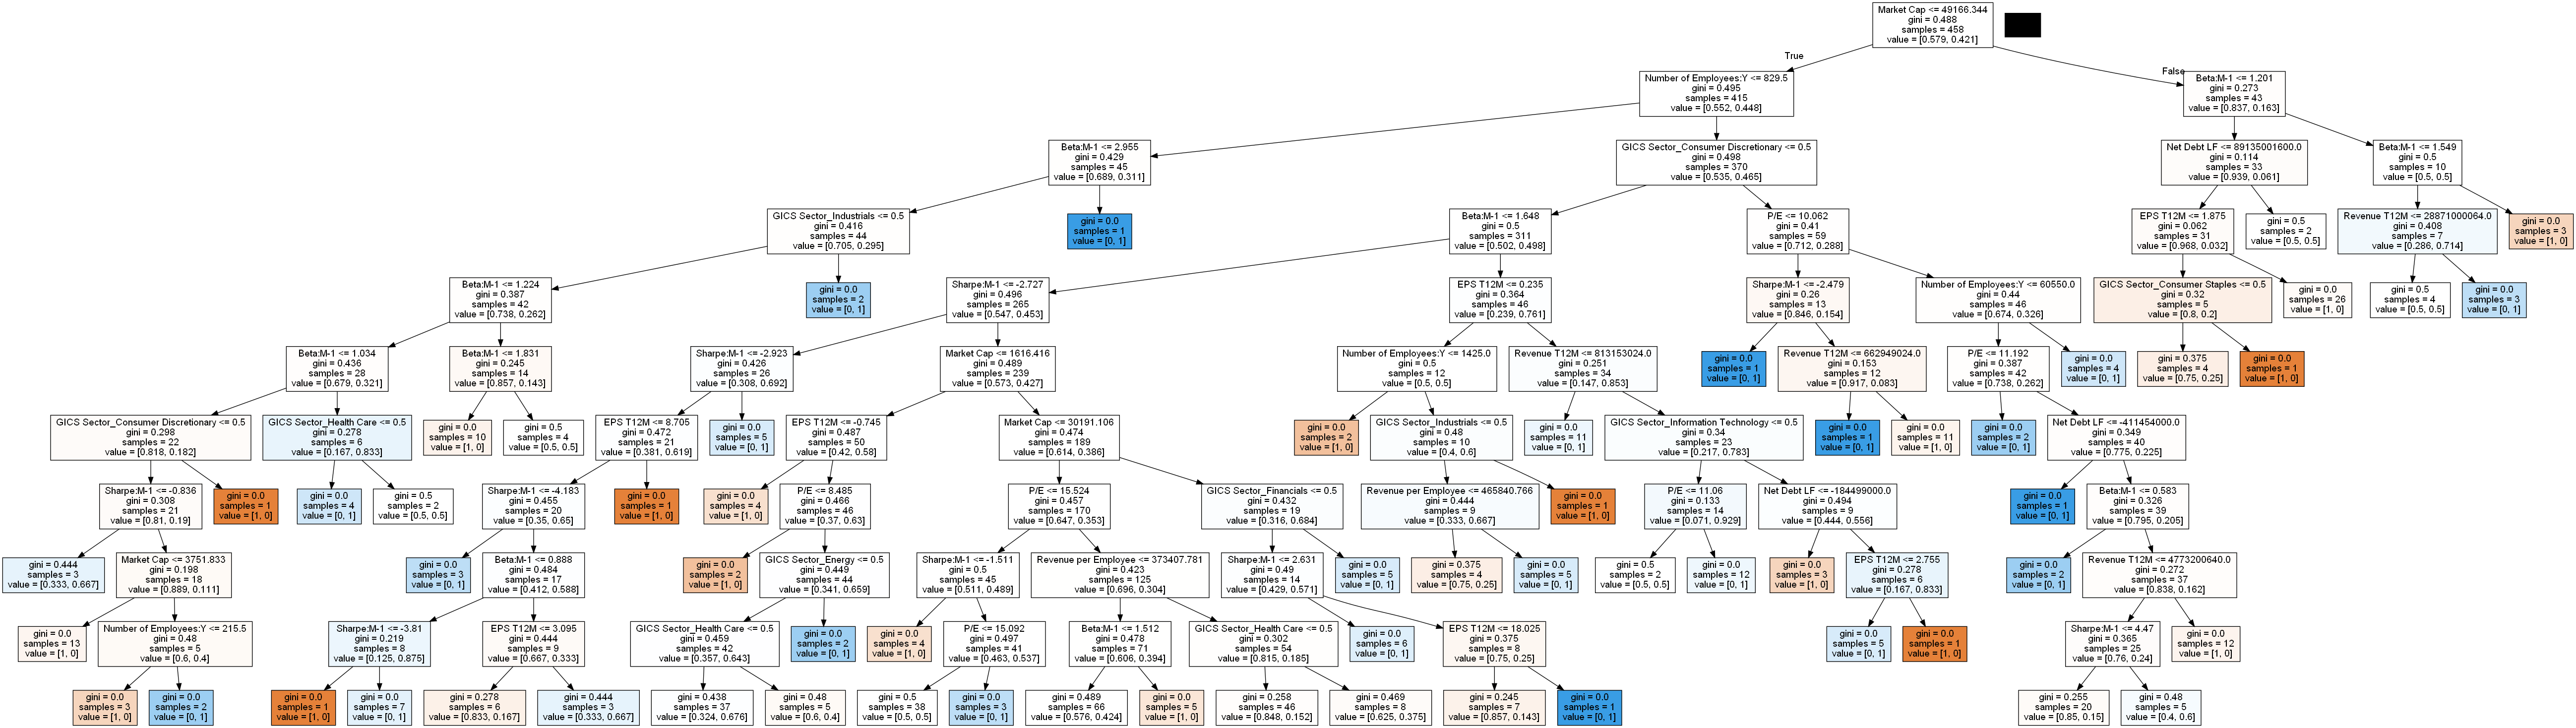 Market Cap <= 49166.344
gini = 0.488
samples = 458
value = [0.579, 0.421]
True
False
Number of Employees:Y <= 829.5
gini = 0.495
samples = 415
value = [0.552, 0.448]
Beta:M-1 <= 1.201
gini = 0.273
samples = 43
value = [0.837, 0.163]
Beta:M-1 <= 2.955
gini = 0.429
samples = 45
value = [0.689, 0.311]
GICS Sector_Consumer Discretionary <= 0.5
gini = 0.498
samples = 370
value = [0.535, 0.465]
Net Debt LF <= 89135001600.0
gini = 0.114
samples = 33
value = [0.939, 0.061]
Beta:M-1 <= 1.549
gini = 0.5
samples = 10
value = [0.5, 0.5]
GICS Sector_Industrials <= 0.5
gini = 0.416
samples = 44
value = [0.705, 0.295]
gini = 0.0
samples = 1
value = [0, 1]
Beta:M-1 <= 1.648
gini = 0.5
samples = 311
value = [0.502, 0.498]
P/E <= 10.062
gini = 0.41
samples = 59
value = [0.712, 0.288]
EPS T12M <= 1.875
gini = 0.062
samples = 31
value = [0.968, 0.032]
gini = 0.5
samples = 2
value = [0.5, 0.5]
Revenue T12M <= 28871000064.0
gini = 0.408
samples = 7
value = [0.286, 0.714]
gini = 0.0
samples = 3
value = [1, 0]
Beta:M-1 <= 1.224
gini = 0.387
samples = 42
value = [0.738, 0.262]
gini = 0.0
samples = 2
value = [0, 1]
Sharpe:M-1 <= -2.727
gini = 0.496
samples = 265
value = [0.547, 0.453]
EPS T12M <= 0.235
gini = 0.364
samples = 46
value = [0.239, 0.761]
Sharpe:M-1 <= -2.479
gini = 0.26
samples = 13
value = [0.846, 0.154]
Number of Employees:Y <= 60550.0
gini = 0.44
samples = 46
value = [0.674, 0.326]
GICS Sector_Consumer Staples <= 0.5
gini = 0.32
samples = 5
value = [0.8, 0.2]
gini = 0.0
samples = 26
value = [1, 0]
gini = 0.5
samples = 4
value = [0.5, 0.5]
gini = 0.0
samples = 3
value = [0, 1]
Beta:M-1 <= 1.034
gini = 0.436
samples = 28
value = [0.679, 0.321]
Beta:M-1 <= 1.831
gini = 0.245
samples = 14
value = [0.857, 0.143]
Sharpe:M-1 <= -2.923
gini = 0.426
samples = 26
value = [0.308, 0.692]
Market Cap <= 1616.416
gini = 0.489
samples = 239
value = [0.573, 0.427]
Number of Employees:Y <= 1425.0
gini = 0.5
samples = 12
value = [0.5, 0.5]
Revenue T12M <= 813153024.0
gini = 0.251
samples = 34
value = [0.147, 0.853]
gini = 0.0
samples = 1
value = [0, 1]
Revenue T12M <= 662949024.0
gini = 0.153
samples = 12
value = [0.917, 0.083]
P/E <= 11.192
gini = 0.387
samples = 42
value = [0.738, 0.262]
gini = 0.0
samples = 4
value = [0, 1]
gini = 0.375
samples = 4
value = [0.75, 0.25]
gini = 0.0
samples = 1
value = [1, 0]
GICS Sector_Consumer Discretionary <= 0.5
gini = 0.298
samples = 22
value = [0.818, 0.182]
GICS Sector_Health Care <= 0.5
gini = 0.278
samples = 6
value = [0.167, 0.833]
gini = 0.0
samples = 10
value = [1, 0]
gini = 0.5
samples = 4
value = [0.5, 0.5]
EPS T12M <= 8.705
gini = 0.472
samples = 21
value = [0.381, 0.619]
gini = 0.0
samples = 5
value = [0, 1]
EPS T12M <= -0.745
gini = 0.487
samples = 50
value = [0.42, 0.58]
Market Cap <= 30191.106
gini = 0.474
samples = 189
value = [0.614, 0.386]
gini = 0.0
samples = 2
value = [1, 0]
GICS Sector_Industrials <= 0.5
gini = 0.48
samples = 10
value = [0.4, 0.6]
gini = 0.0
samples = 11
value = [0, 1]
GICS Sector_Information Technology <= 0.5
gini = 0.34
samples = 23
value = [0.217, 0.783]
gini = 0.0
samples = 1
value = [0, 1]
gini = 0.0
samples = 11
value = [1, 0]
gini = 0.0
samples = 2
value = [0, 1]
Net Debt LF <= -411454000.0
gini = 0.349
samples = 40
value = [0.775, 0.225]
Sharpe:M-1 <= -0.836
gini = 0.308
samples = 21
value = [0.81, 0.19]
gini = 0.0
samples = 1
value = [1, 0]
gini = 0.0
samples = 4
value = [0, 1]
gini = 0.5
samples = 2
value = [0.5, 0.5]
Sharpe:M-1 <= -4.183
gini = 0.455
samples = 20
value = [0.35, 0.65]
gini = 0.0
samples = 1
value = [1, 0]
gini = 0.0
samples = 4
value = [1, 0]
P/E <= 8.485
gini = 0.466
samples = 46
value = [0.37, 0.63]
P/E <= 15.524
gini = 0.457
samples = 170
value = [0.647, 0.353]
GICS Sector_Financials <= 0.5
gini = 0.432
samples = 19
value = [0.316, 0.684]
Revenue per Employee <= 465840.766
gini = 0.444
samples = 9
value = [0.333, 0.667]
gini = 0.0
samples = 1
value = [1, 0]
P/E <= 11.06
gini = 0.133
samples = 14
value = [0.071, 0.929]
Net Debt LF <= -184499000.0
gini = 0.494
samples = 9
value = [0.444, 0.556]
gini = 0.0
samples = 1
value = [0, 1]
Beta:M-1 <= 0.583
gini = 0.326
samples = 39
value = [0.795, 0.205]
gini = 0.444
samples = 3
value = [0.333, 0.667]
Market Cap <= 3751.833
gini = 0.198
samples = 18
value = [0.889, 0.111]
gini = 0.0
samples = 3
value = [0, 1]
Beta:M-1 <= 0.888
gini = 0.484
samples = 17
value = [0.412, 0.588]
gini = 0.0
samples = 2
value = [1, 0]
GICS Sector_Energy <= 0.5
gini = 0.449
samples = 44
value = [0.341, 0.659]
Sharpe:M-1 <= -1.511
gini = 0.5
samples = 45
value = [0.511, 0.489]
Revenue per Employee <= 373407.781
gini = 0.423
samples = 125
value = [0.696, 0.304]
Sharpe:M-1 <= 2.631
gini = 0.49
samples = 14
value = [0.429, 0.571]
gini = 0.0
samples = 5
value = [0, 1]
gini = 0.375
samples = 4
value = [0.75, 0.25]
gini = 0.0
samples = 5
value = [0, 1]
gini = 0.5
samples = 2
value = [0.5, 0.5]
gini = 0.0
samples = 12
value = [0, 1]
gini = 0.0
samples = 3
value = [1, 0]
EPS T12M <= 2.755
gini = 0.278
samples = 6
value = [0.167, 0.833]
gini = 0.0
samples = 2
value = [0, 1]
Revenue T12M <= 4773200640.0
gini = 0.272
samples = 37
value = [0.838, 0.162]
gini = 0.0
samples = 13
value = [1, 0]
Number of Employees:Y <= 215.5
gini = 0.48
samples = 5
value = [0.6, 0.4]
Sharpe:M-1 <= -3.81
gini = 0.219
samples = 8
value = [0.125, 0.875]
EPS T12M <= 3.095
gini = 0.444
samples = 9
value = [0.667, 0.333]
GICS Sector_Health Care <= 0.5
gini = 0.459
samples = 42
value = [0.357, 0.643]
gini = 0.0
samples = 2
value = [0, 1]
gini = 0.0
samples = 4
value = [1, 0]
P/E <= 15.092
gini = 0.497
samples = 41
value = [0.463, 0.537]
Beta:M-1 <= 1.512
gini = 0.478
samples = 71
value = [0.606, 0.394]
GICS Sector_Health Care <= 0.5
gini = 0.302
samples = 54
value = [0.815, 0.185]
gini = 0.0
samples = 6
value = [0, 1]
EPS T12M <= 18.025
gini = 0.375
samples = 8
value = [0.75, 0.25]
gini = 0.0
samples = 5
value = [0, 1]
gini = 0.0
samples = 1
value = [1, 0]
Sharpe:M-1 <= 4.47
gini = 0.365
samples = 25
value = [0.76, 0.24]
gini = 0.0
samples = 12
value = [1, 0]
gini = 0.0
samples = 3
value = [1, 0]
gini = 0.0
samples = 2
value = [0, 1]
gini = 0.0
samples = 1
value = [1, 0]
gini = 0.0
samples = 7
value = [0, 1]
gini = 0.278
samples = 6
value = [0.833, 0.167]
gini = 0.444
samples = 3
value = [0.333, 0.667]
gini = 0.438
samples = 37
value = [0.324, 0.676]
gini = 0.48
samples = 5
value = [0.6, 0.4]
gini = 0.5
samples = 38
value = [0.5, 0.5]
gini = 0.0
samples = 3
value = [0, 1]
gini = 0.489
samples = 66
value = [0.576, 0.424]
gini = 0.0
samples = 5
value = [1, 0]
gini = 0.258
samples = 46
value = [0.848, 0.152]
gini = 0.469
samples = 8
value = [0.625, 0.375]
gini = 0.245
samples = 7
value = [0.857, 0.143]
gini = 0.0
samples = 1
value = [0, 1]
gini = 0.255
samples = 20
value = [0.85, 0.15]
gini = 0.48
samples = 5
value = [0.4, 0.6]